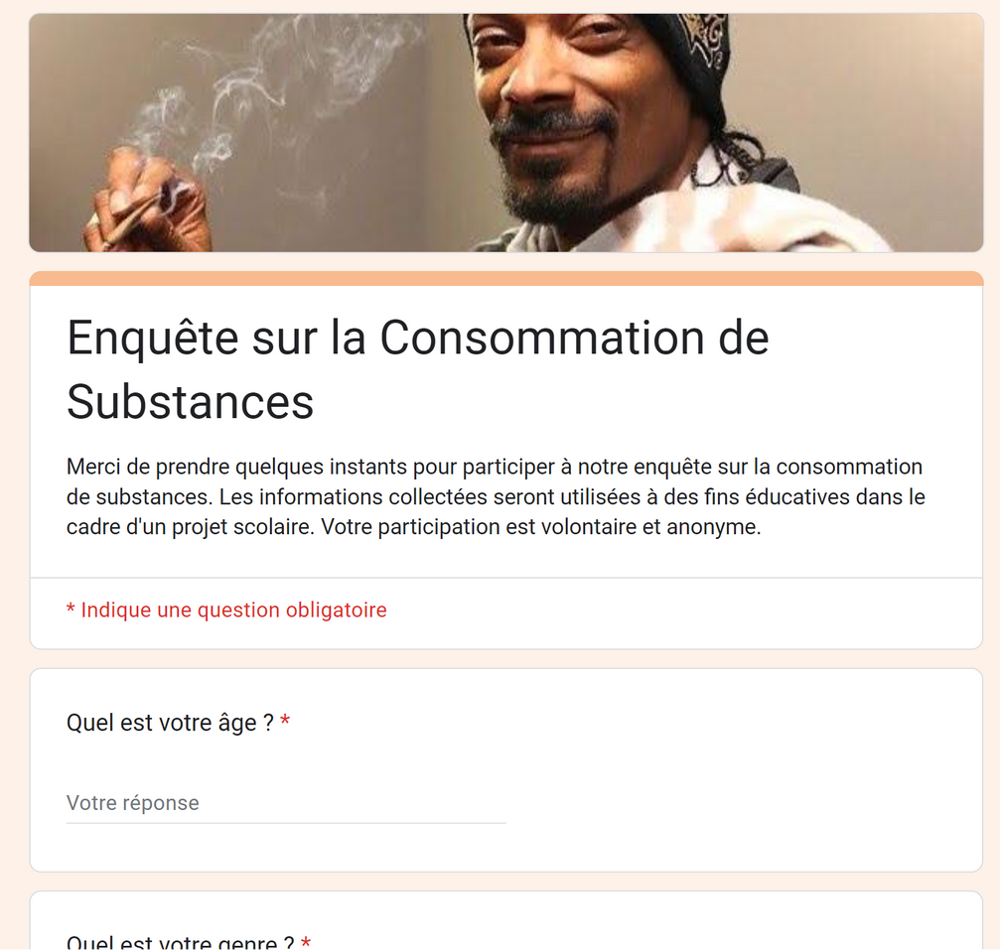 Enquête sur la Consommation de
Substances
Merci de prendre quelques instants pour participer à notre enquête sur la consommation
de substances. Les informations collectées seront utilisées à des fins éducatives dans le
cadre d'un projet scolaire. Votre participation est volontaire et anonyme.
* Indique une question obligatoire
Quel est votre âge ? *
Votre réponse
Quel est votre genre ? *